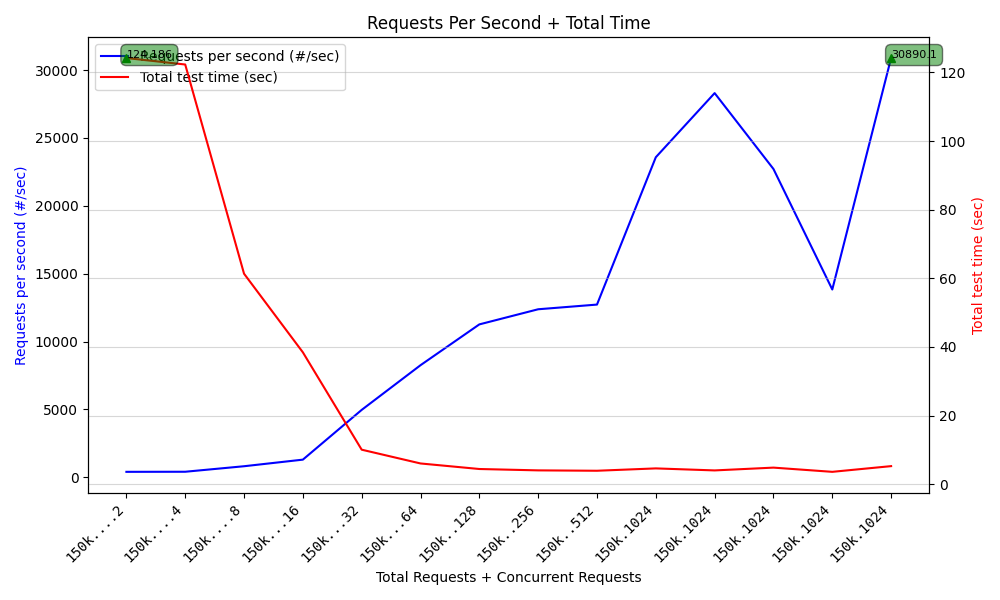 Requests Per Second + Total Time
124.186
Requests per second (#/sec)
Total test time (sec)
30890.1
30000
25000
20000
15000
10000
5000
0
Requests per second (#/sec)
120
100
80
60
40
20
0
Total test time (sec)
150k....2
150k....4
150k....8
150k...16
150k...32
150k...64
150k..128
150k..256
150k..512
150k.1024
150k.1024
150k.1024
150k.1024
150k.1024
Total Requests + Concurrent Requests